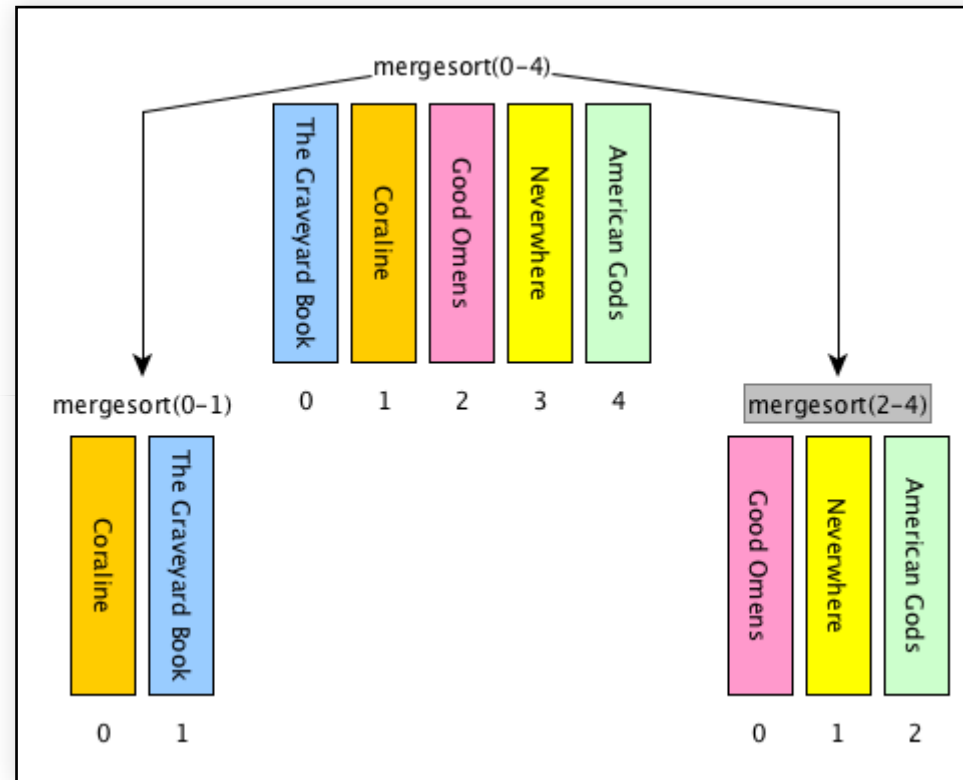 mergesort(0-4)
The Graveyard Book
Coraline
Good Omens
Neverwhere
American Gods
0 1 2 3 4
mergesort(0-1)
Coraline
The Graveyard Book
0 1
mergesort(2-4)
Good Omens
Neverwhere
American Gods
0 1 2